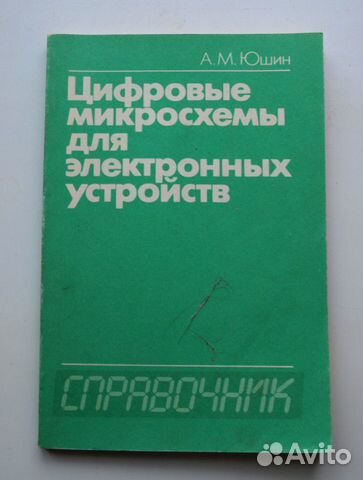 А. М. Юшин
Цифровые
микросхемы
для
электронных
устройств
СПРАВОЧНИК
Avito